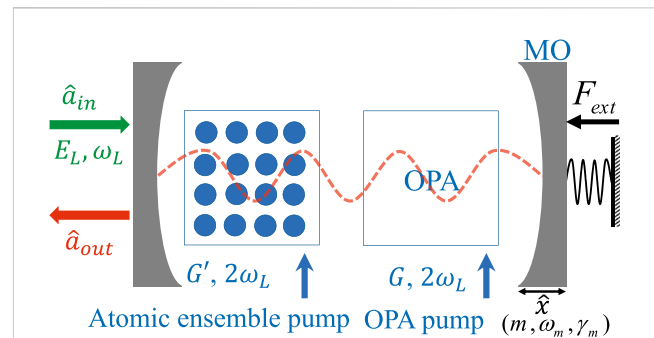 MO
â_in
F_ext
E_L, ω_L
OPA
â_out
G′, 2ω_L
G, 2ω_L
x̂
Atomic ensemble pump
OPA pump
(m, ω_m, γ_m)